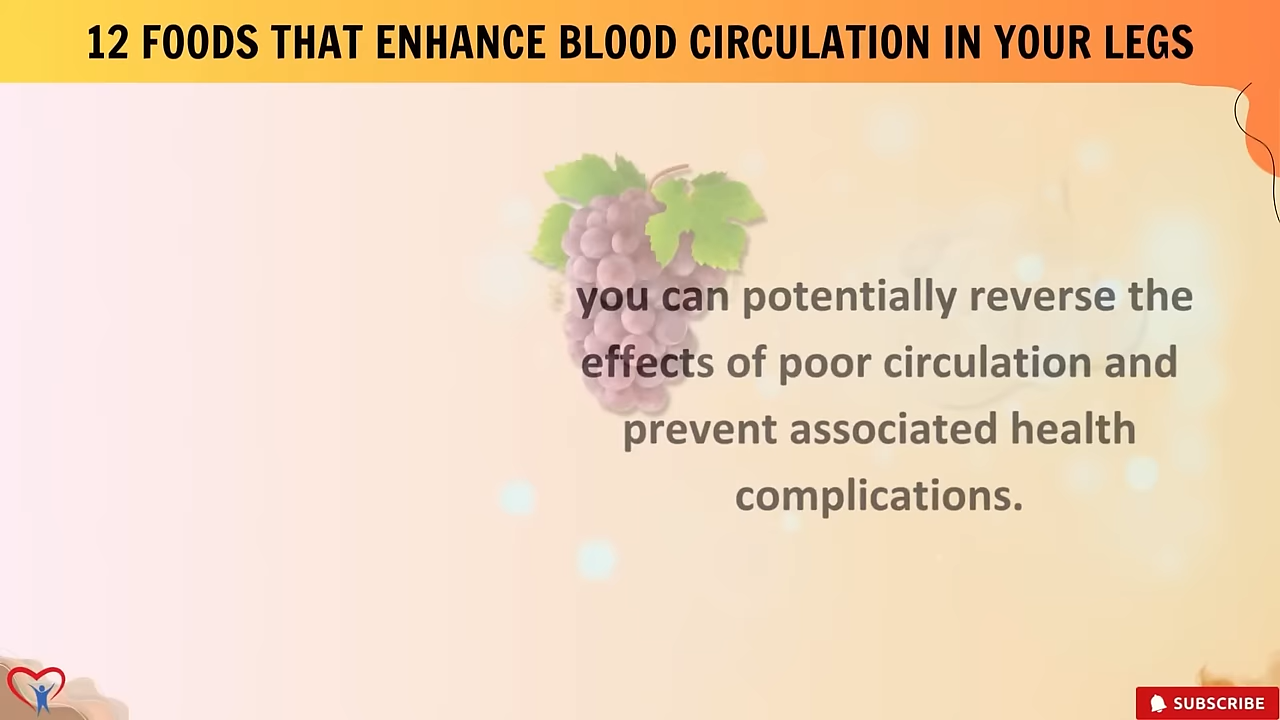 12 FOODS THAT ENHANCE BLOOD CIRCULATION IN YOUR LEGS
you can potentially reverse the
effects of poor circulation and
prevent associated health
complications.
SUBSCRIBE